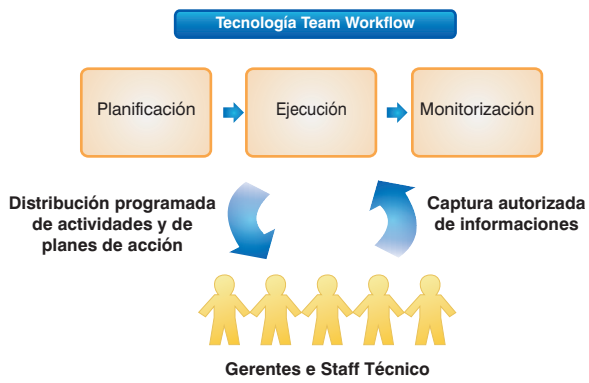 Tecnología Team Workflow
Planificación
Ejecución
Monitorización
Distribución programada
de actividades y de
planes de acción
Captura autorizada
de informaciones
Gerentes e Staff Técnico